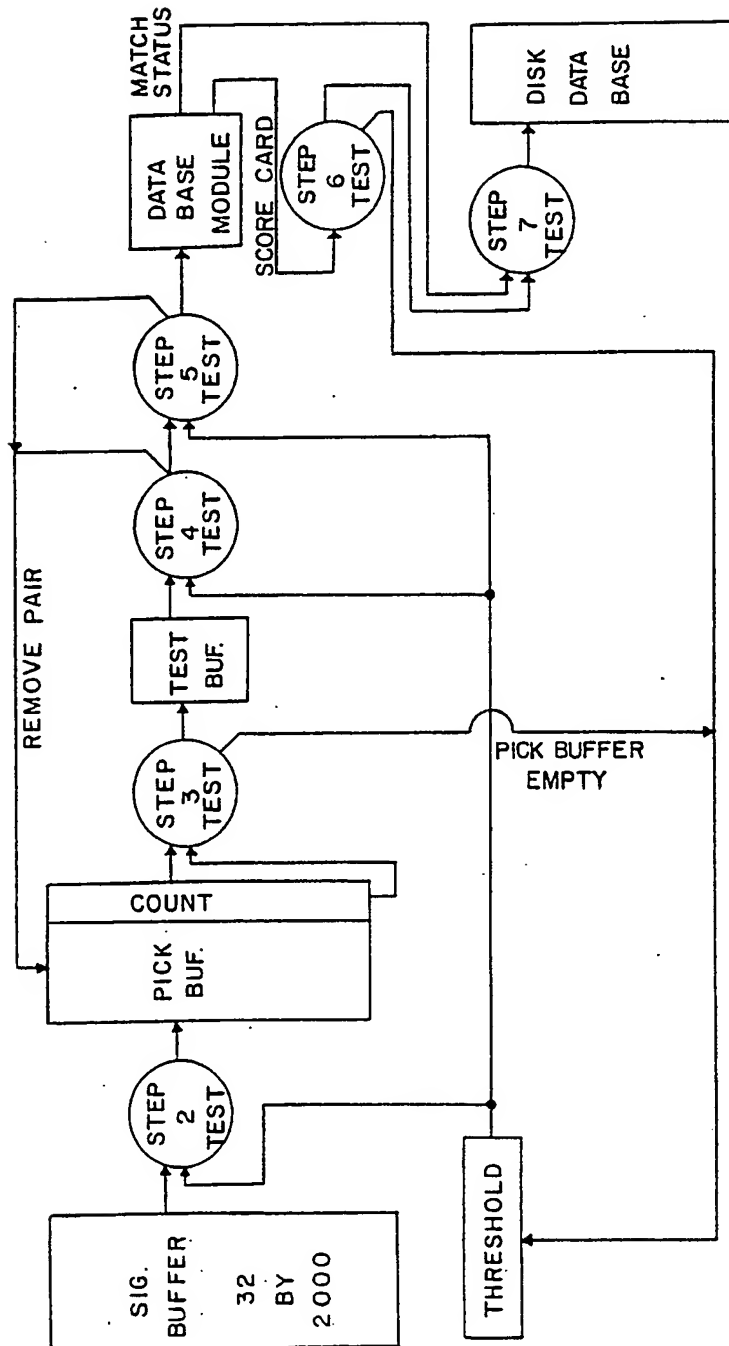 SIG.
BUFFER
32
BY
2000
STEP
2
TEST
PICK
BUF.
COUNT
STEP
3
TEST
TEST
BUF.
STEP
4
TEST
STEP
5
TEST
DATA
BASE
MODULE
MATCH
STATUS
SCORE CARD
STEP
6
TEST
STEP
7
TEST
DISK
DATA
BASE
REMOVE PAIR
PICK BUFFER
EMPTY
THRESHOLD